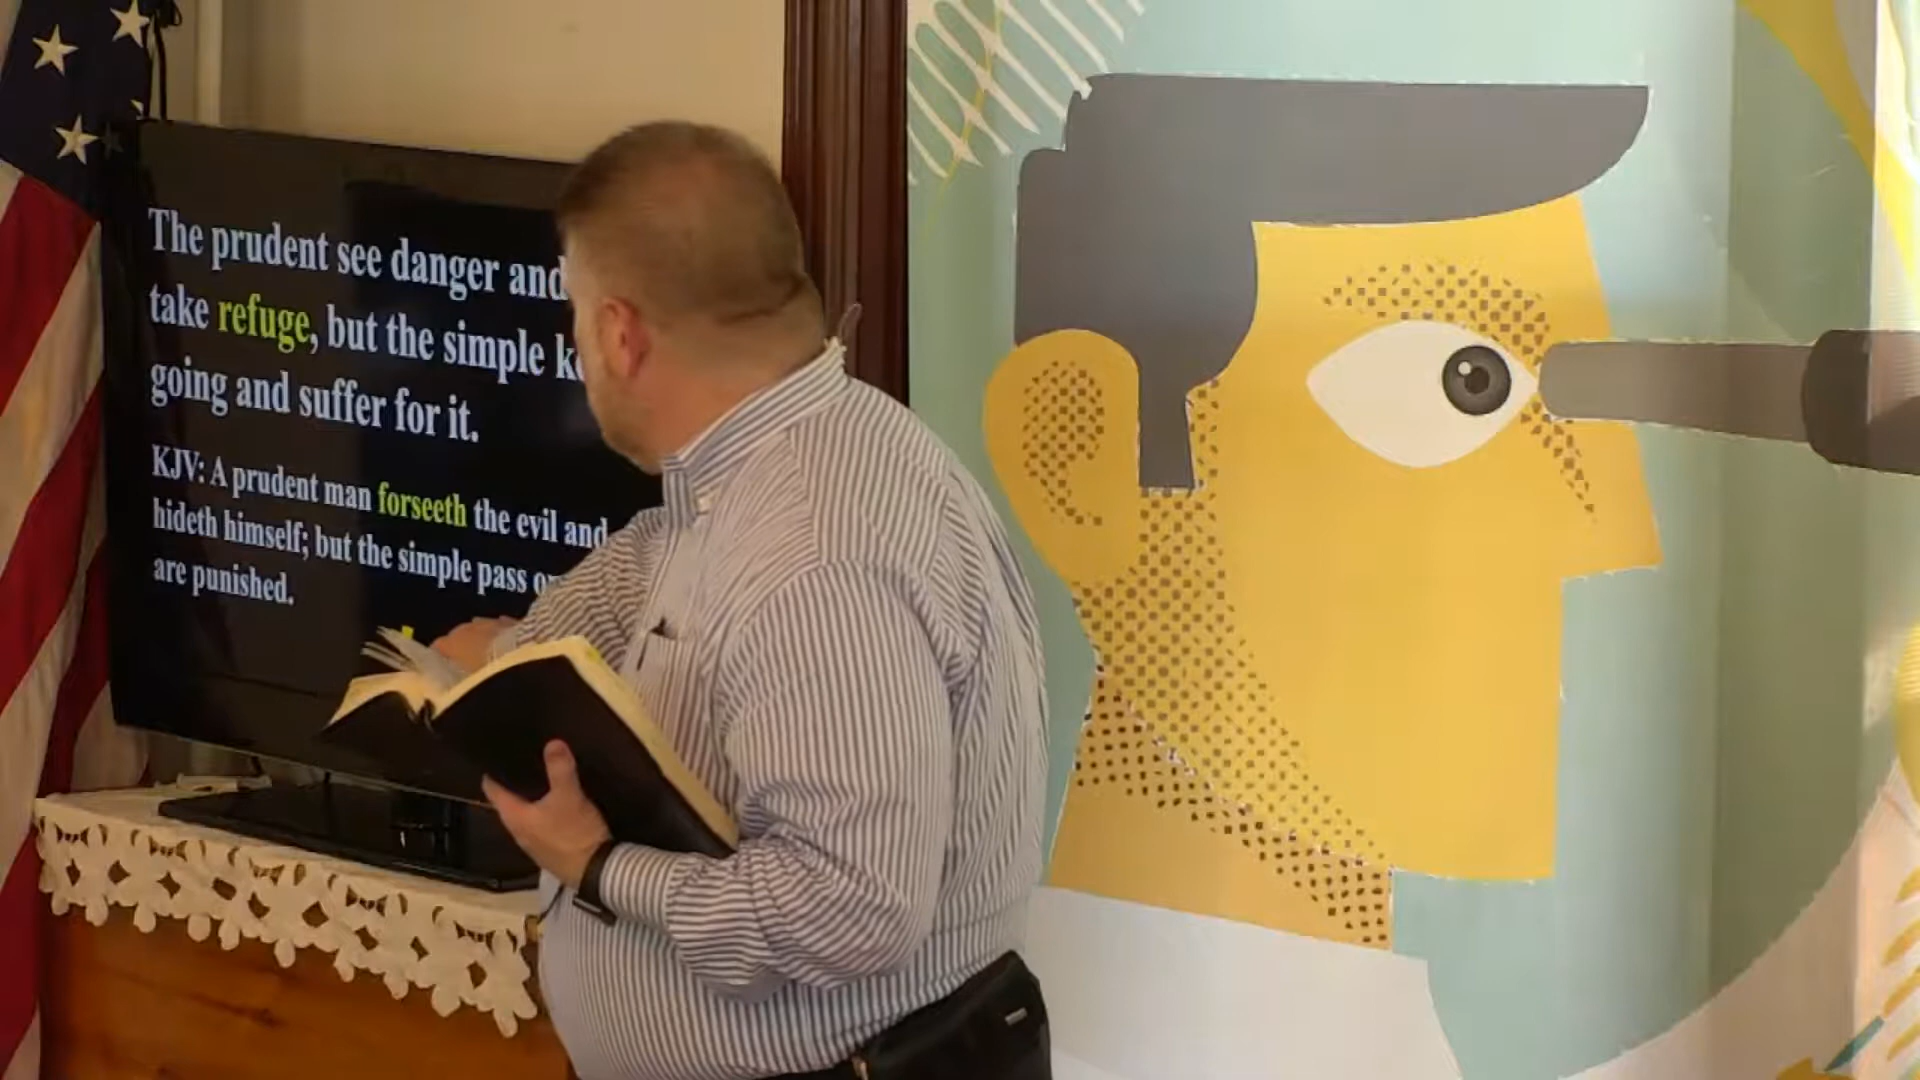 The prudent see danger and
take refuge, but the simple
going and suffer for it.
KJV: A prudent man forseeth the evil and
hideth himself; but the simple pass
are punished.